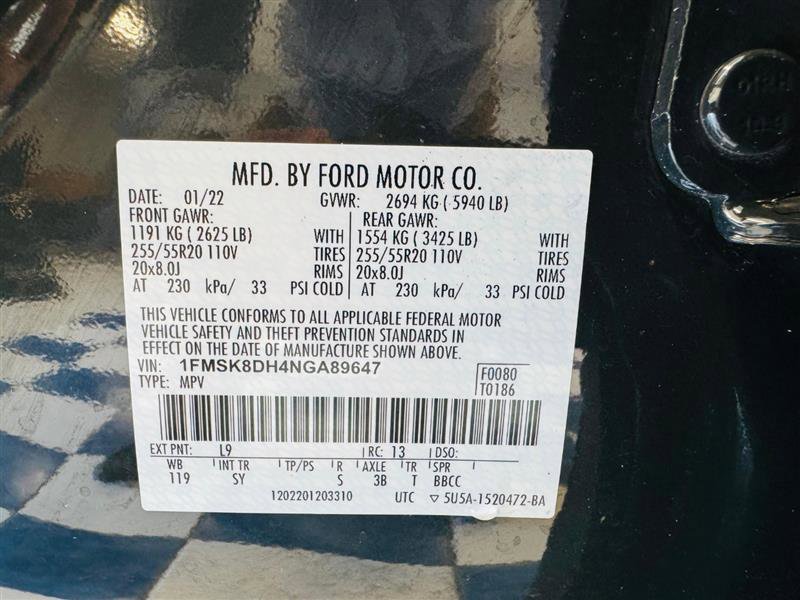 MFD. BY FORD MOTOR CO.
DATE: 01/22 GVWR: 2694 KG ( 5940 LB)
FRONT GAWR: REAR GAWR:
1191 KG ( 2625 LB) WITH 1554 KG ( 3425 LB) WITH
255/55R20 110V TIRES 255/55R20 110V TIRES
20x8.0J RIMS 20x8.0J RIMS
AT 230 kPa/ 33 PSI COLD AT 230 kPa/ 33 PSI COLD
THIS VEHICLE CONFORMS TO ALL APPLICABLE FEDERAL MOTOR
VEHICLE SAFETY AND THEFT PREVENTION STANDARDS IN
EFFECT ON THE DATE OF MANUFACTURE SHOWN ABOVE.
VIN: 1FMSK8DH4NGA89647 F0080
TYPE: MPV T0186
EXT PNT: L9 RC: 13 DSO:
WB INT TR TP/PS R AXLE TR SPR
119 SY S 3B T BBCC
1202201203310 UTC ▽ 5U5A-1520472-BA